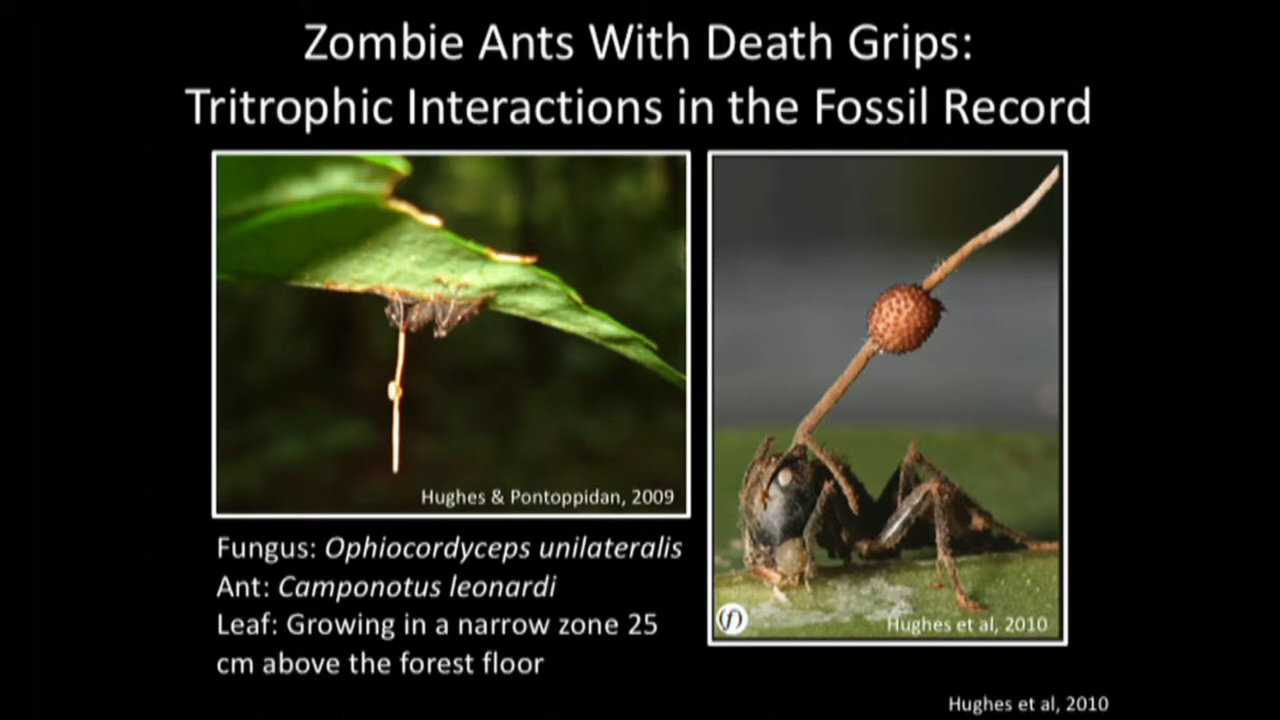 Zombie Ants With Death Grips:
Tritrophic Interactions in the Fossil Record
Hughes & Pontoppidan, 2009
Fungus: Ophiocordyceps unilateralis
Ant: Camponotus leonardi
Leaf: Growing in a narrow zone 25
cm above the forest floor
Hughes et al, 2010
Hughes et al, 2010